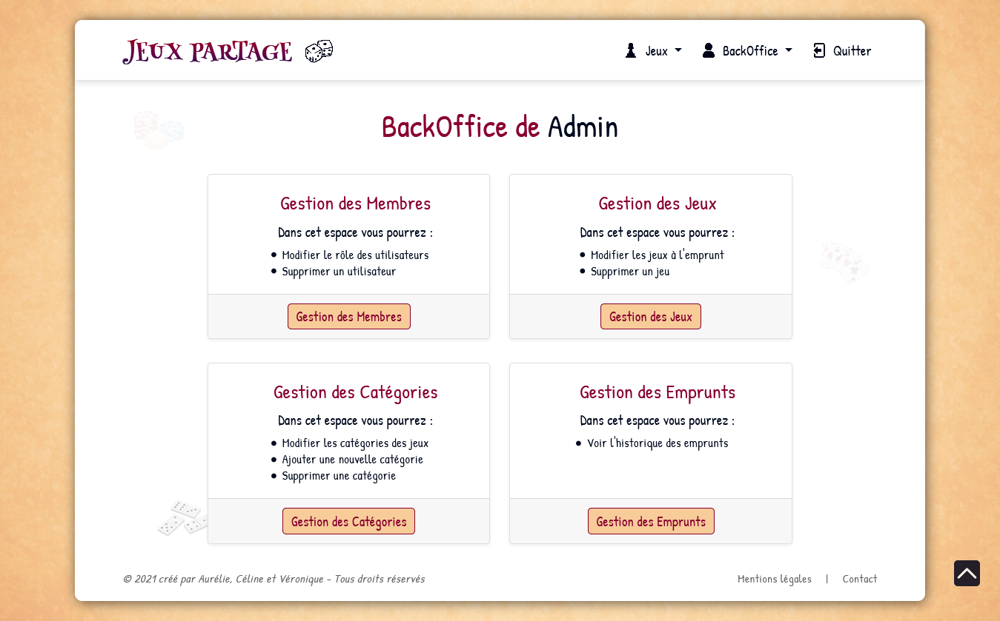 JEUX PARTAGE
Jeux
BackOffice
Quitter
BackOffice de Admin
Gestion des Membres
Dans cet espace vous pourrez :
• Modifier le rôle des utilisateurs
• Supprimer un utilisateur
Gestion des Membres
Gestion des Jeux
Dans cet espace vous pourrez :
• Modifier les jeux à l'emprunt
• Supprimer un jeu
Gestion des Jeux
Gestion des Catégories
Dans cet espace vous pourrez :
• Modifier les catégories des jeux
• Ajouter une nouvelle catégorie
• Supprimer une catégorie
Gestion des Catégories
Gestion des Emprunts
Dans cet espace vous pourrez :
• Voir l'historique des emprunts
Gestion des Emprunts
© 2021 créé par Aurélie, Céline et Véronique - Tous droits réservés
Mentions légales | Contact